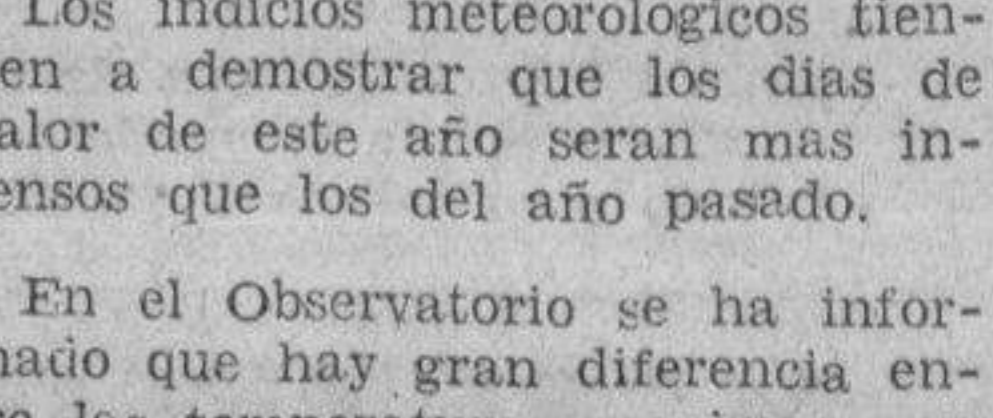 Los indicios meteorologicos tien-
en a demostrar que los dias de
alor de este año seran mas in-
ensos que los del año pasado.
En el Observatorio se ha infor-
mado que hay gran diferencia en-